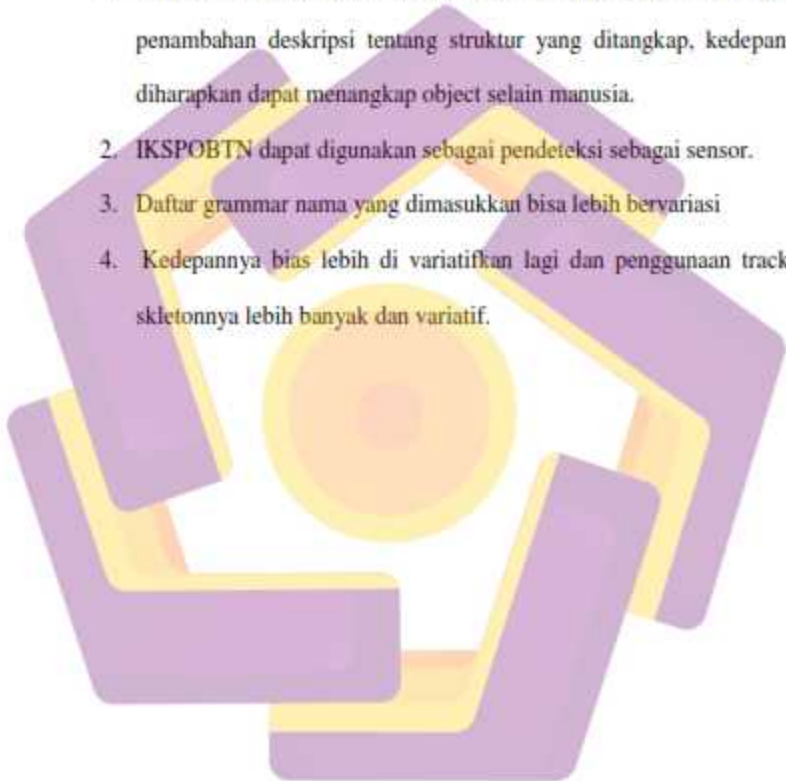 penambahan deskripsi tentang struktur yang ditangkap, kedepan
diharapkan dapat menangkap object selain manusia.
2. IKSPOBTN dapat digunakan sebagai pendeteksi sebagai sensor.
3. Daftar grammar nama yang dimasukkan bisa lebih bervariasi
4. Kedepannya bias lebih di variatifkan lagi dan penggunaan track
skletonnya lebih banyak dan variatif.